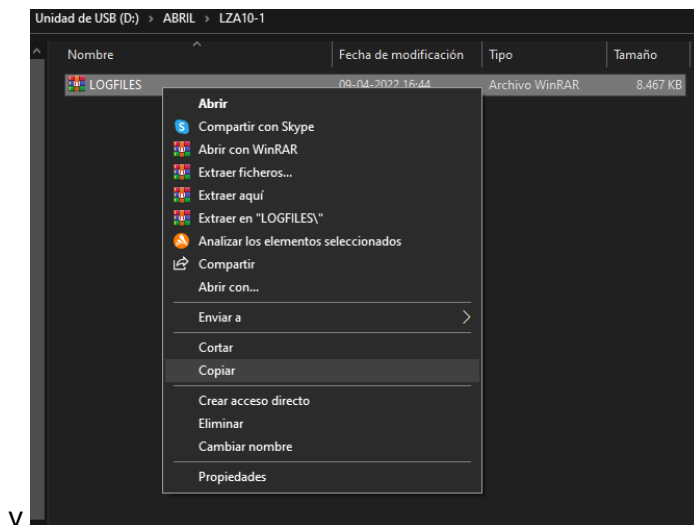 Unidad de USB (D:) > ABRIL > LZA10-1
Nombre Fecha de modificación Tipo Tamaño
LOGFILES 09-04-2022 16:44 Archivo WinRAR 8.467 KB
Abrir
Compartir con Skype
Abrir con WinRAR
Extraer ficheros...
Extraer aquí
Extraer en "LOGFILES\"
Analizar los elementos seleccionados
Compartir
Abrir con...
Enviar a
Cortar
Copiar
Crear acceso directo
Eliminar
Cambiar nombre
Propiedades
v